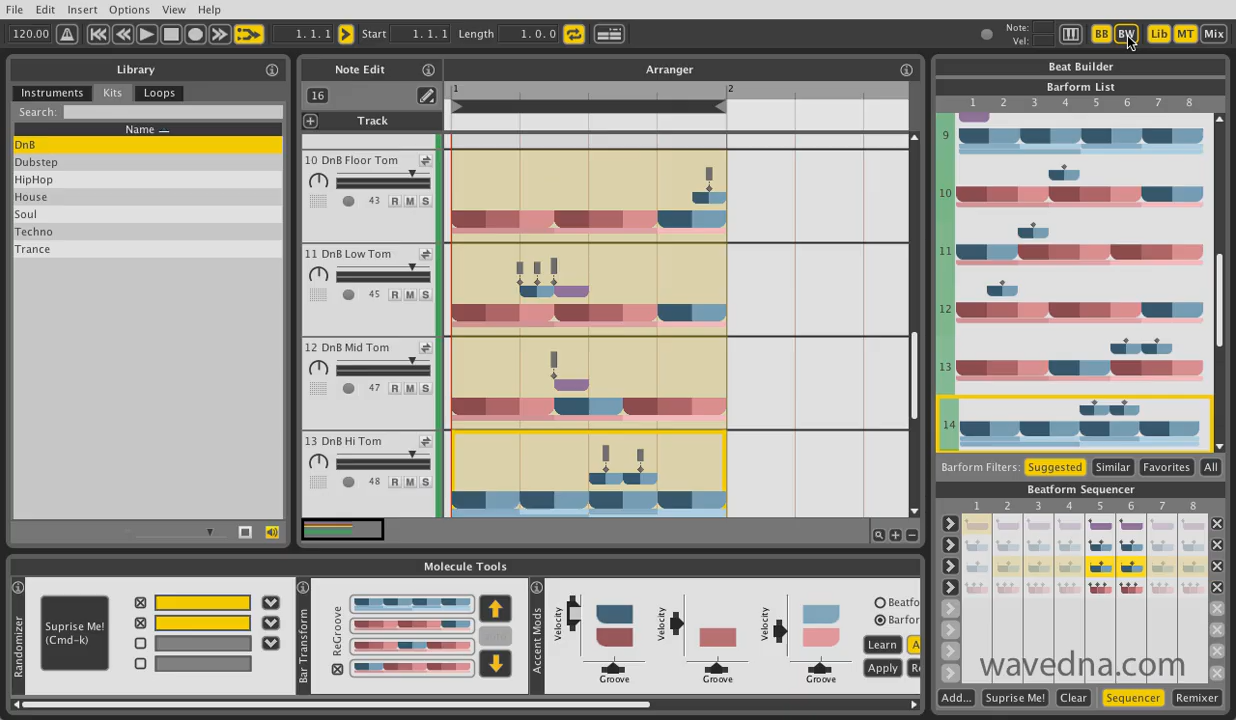 File Edit Insert Options View Help
120.00 1. 1. 1 Start 1. 1. 1 Length 1. 0. 0 Note: Vel: BB BW Lib MT Mix
Library
Instruments Kits Loops
Search:
Name
DnB
Dubstep
HipHop
House
Soul
Techno
Trance
Note Edit Arranger
16 1 2
Track
10 DnB Floor Tom
43 R M S
11 DnB Low Tom
45 R M S
12 DnB Mid Tom
47 R M S
13 DnB Hi Tom
48 R M S
Beat Builder
Barform List
1 2 3 4 5 6 7 8
9
10
11
12
13
14
Barform Filters: Suggested Similar Favorites All
Beatform Sequencer
1 2 3 4 5 6 7 8
wavedna.com
Add... Suprise Me! Clear Sequencer Remixer
Molecule Tools
Randomizer
Suprise Me!
(Cmd-k)
Bar Transform
ReGroove
Accent Mods
Velocity Velocity Velocity
Groove Groove Groove
Beatfo
Barfor
Learn A
Apply